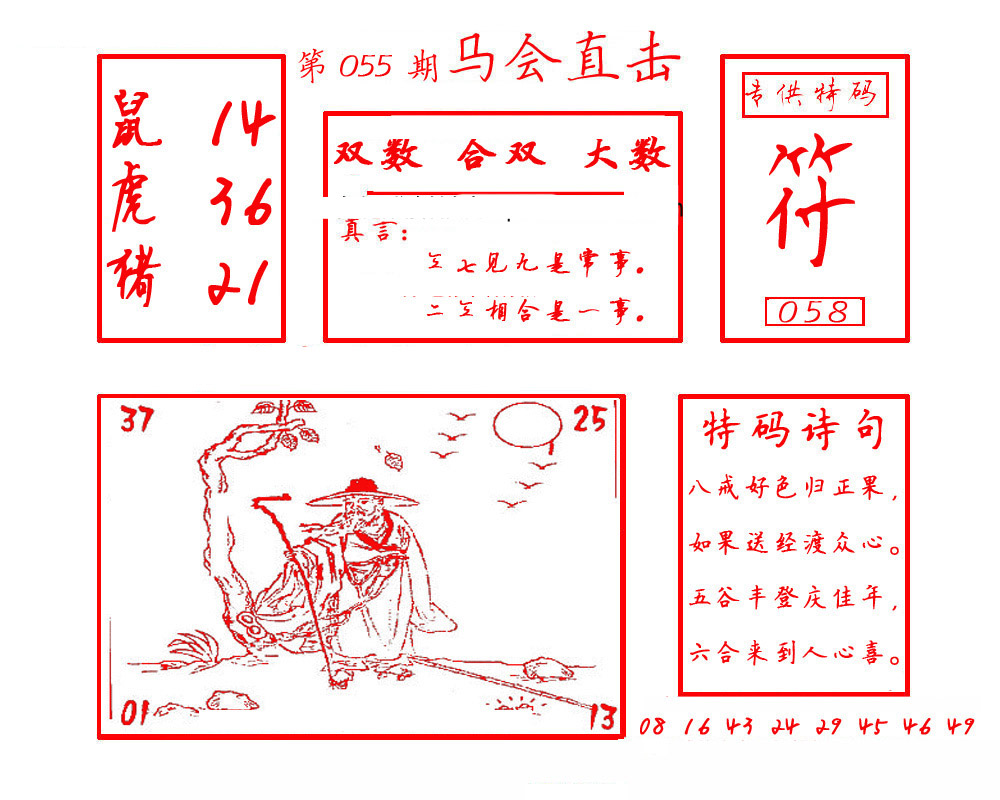 第 055 期 马会直击
鼠 14
虎 36
猪 21
双数 合双 大数
真言：
三七见九是常事。
二三相合是一事。
专供特码
符
058
37
25
01
13
特码诗句
八戒好色归正果，
如果送经渡众心。
五谷丰登庆佳年，
六合来到人心喜。
08 16 43 24 29 45 46 49